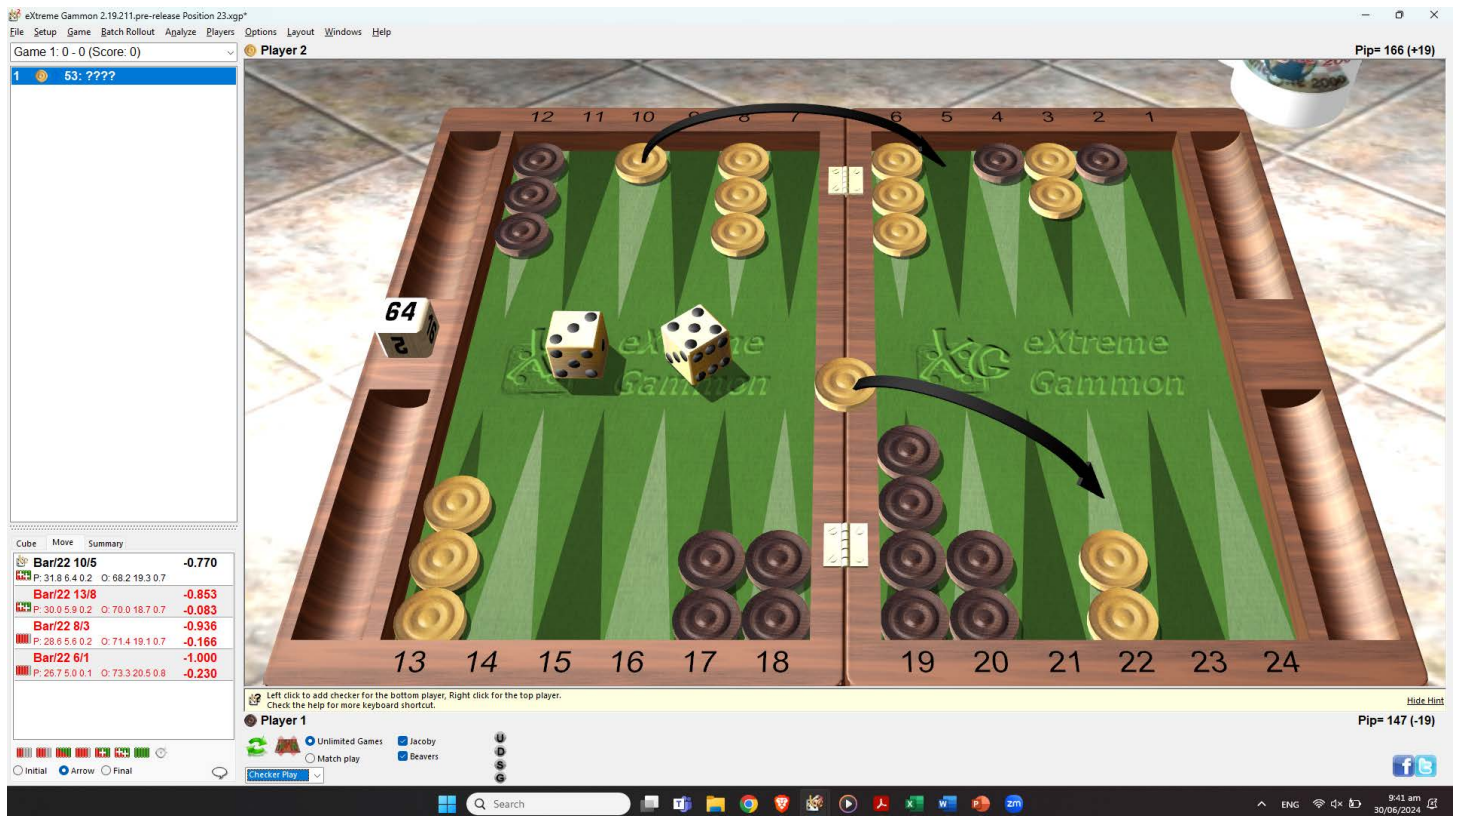 eXtreme Gammon 2.19.211.pre-release Position 23.xgp*
File Setup Game Batch Rollout Analyze Players Options Layout Windows Help
Game 1: 0 - 0 (Score: 0)
Player 2
Pip= 166 (+19)
1 53: ????
12 11 10 9 8 7 6 5 4 3 2 1
2009
64
2
eXtreme
Gammon
XG
eXtreme
Gammon
13 14 15 16 17 18 19 20 21 22 23 24
Cube Move Summary
Bar/22 10/5 -0.770
P: 31.8 6.4 0.2 O: 68.2 19.3 0.7
Bar/22 13/8 -0.853
P: 30.0 5.9 0.2 O: 70.0 18.7 0.7 -0.083
Bar/22 8/3 -0.936
P: 28.6 5.6 0.2 O: 71.4 19.1 0.7 -0.166
Bar/22 6/1 -1.000
P: 26.7 5.0 0.1 O: 73.3 20.5 0.8 -0.230
Left click to add checker for the bottom player, Right click for the top player.
Check the help for more keyboard shortcut.
Hide Hint
Player 1
Pip= 147 (-19)
Unlimited Games Jacoby
Match play Beavers
Checker Play
U
D
S
G
Initial Arrow Final
Search
zm
ENG
9:41 am
30/06/2024